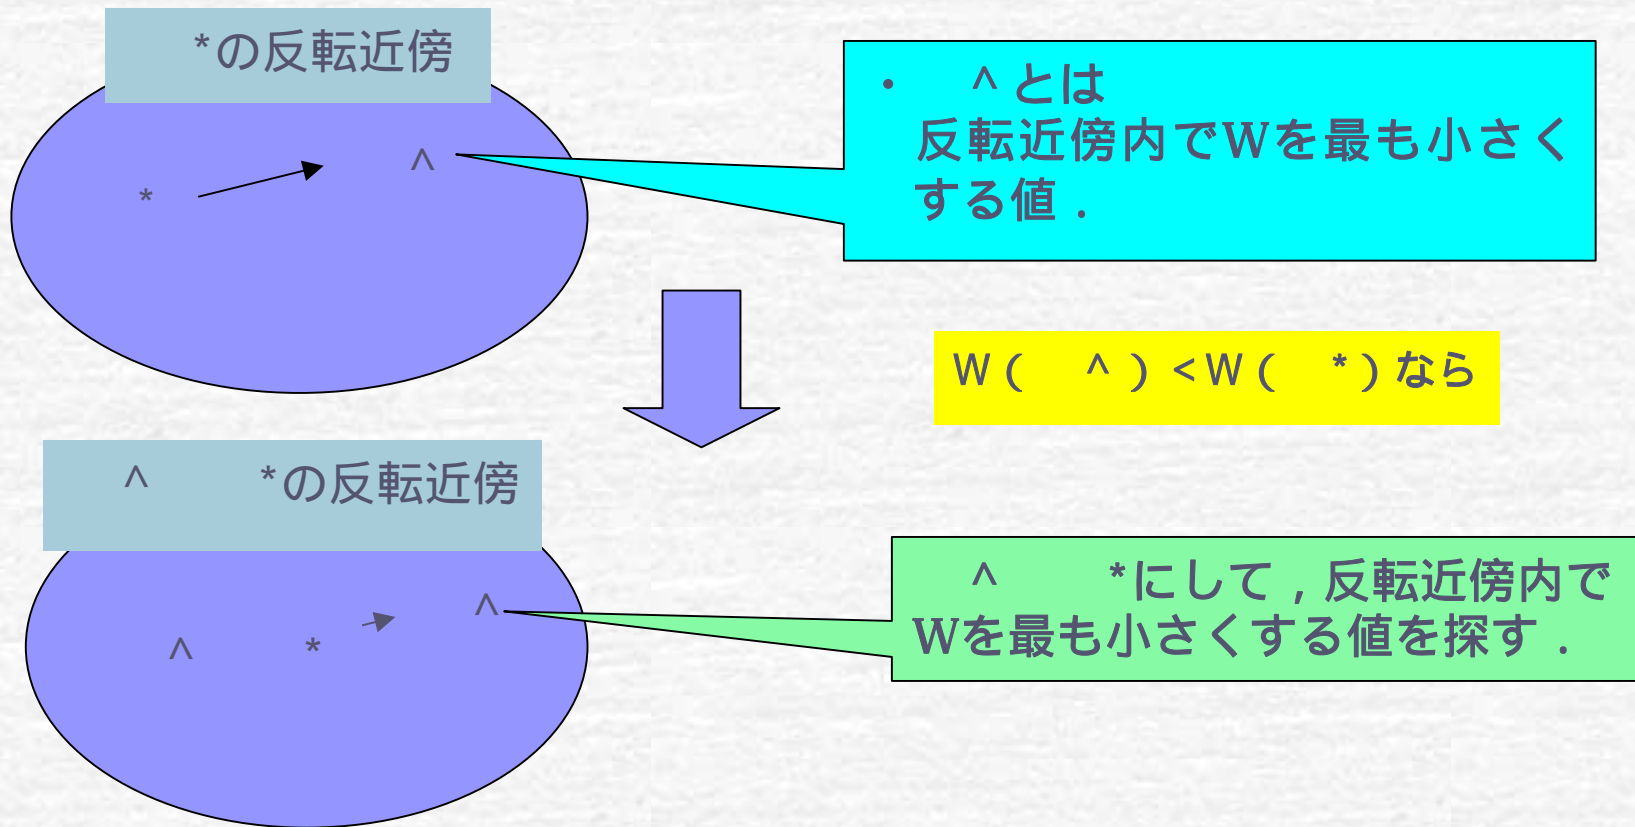 *の反転近傍
・ ^とは
反転近傍内でWを最も小さく
する値．
^
*
W( ^)<W( *)なら
^ *の反転近傍
^ *にして,反転近傍内で
Wを最も小さくする値を探す．
^
^ *